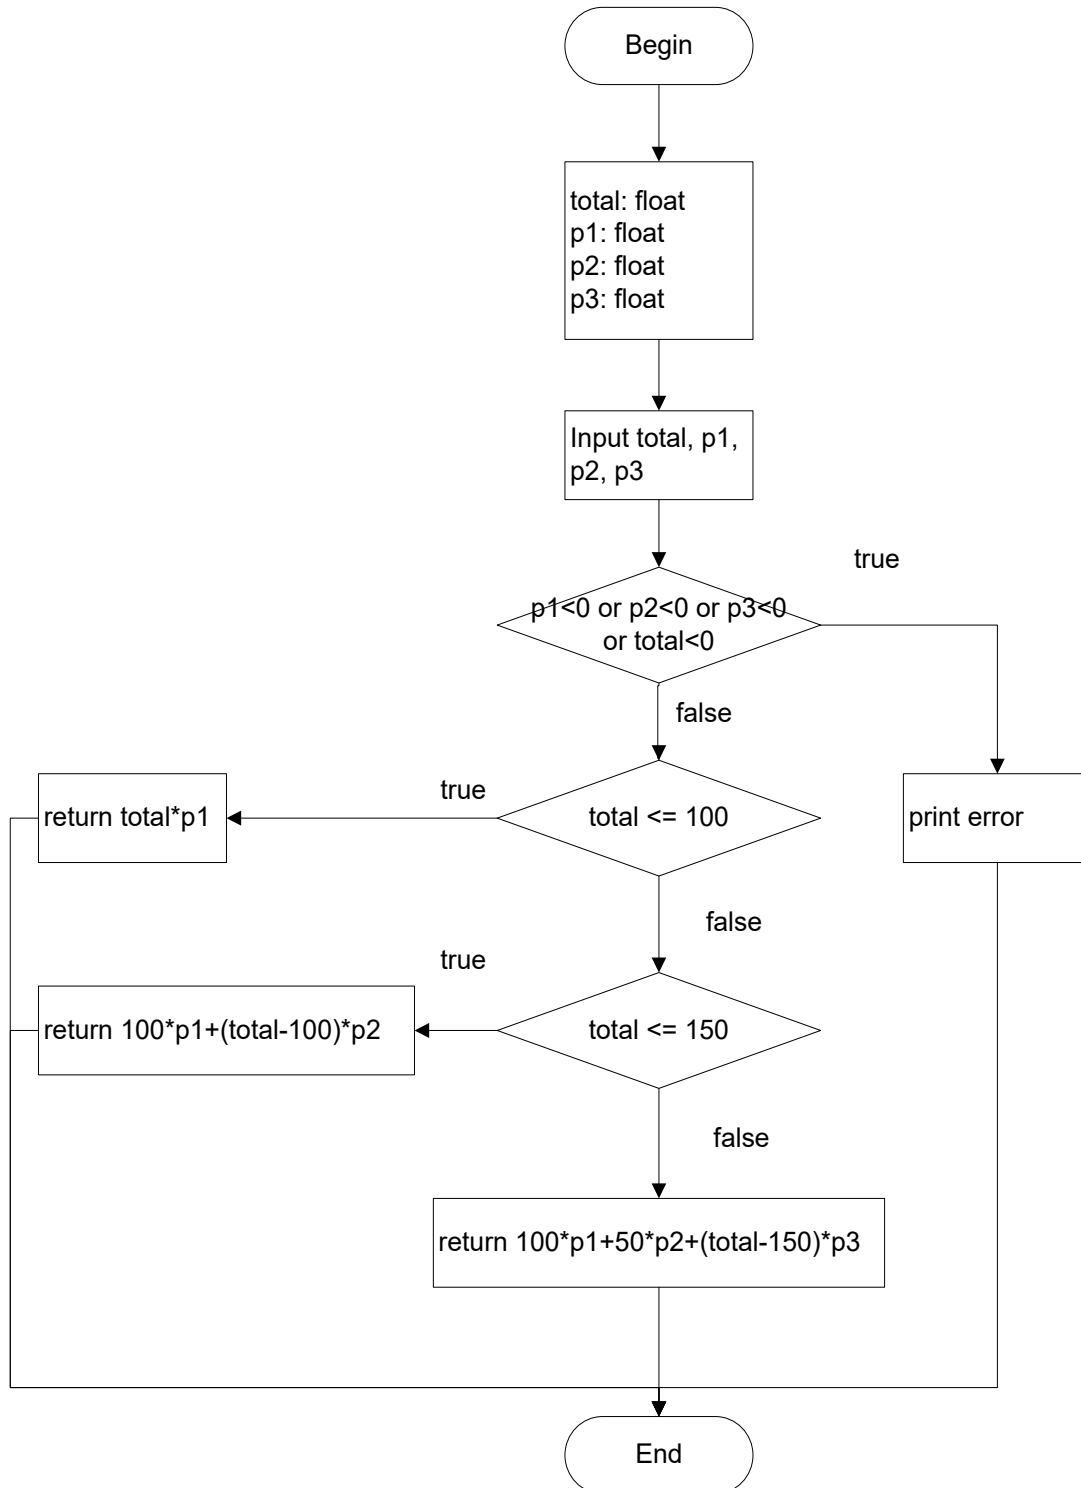 Begin
total: float
p1: float
p2: float
p3: float
Input total, p1,
p2, p3
true
p1<0 or p2<0 or p3<0
or total<0
false
true
return total*p1
total <= 100
print error
false
true
return 100*p1+(total-100)*p2
total <= 150
false
return 100*p1+50*p2+(total-150)*p3
End